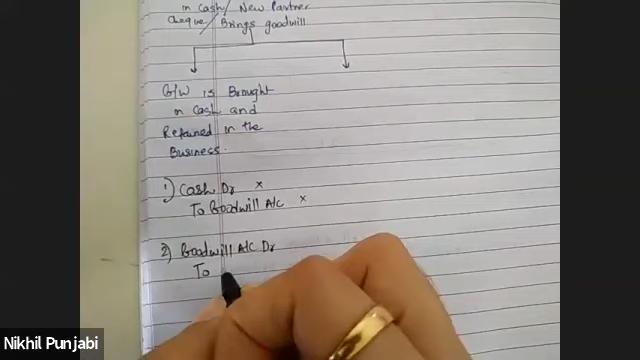 in Cash/ New Partner
Cheque/ Brings goodwill
G/W is Brought
in Cash and
Retained in the
Business.
1) Cash Dr x
To Goodwill A/c x
2) Goodwill A/C Dr
To
Nikhil Punjabi